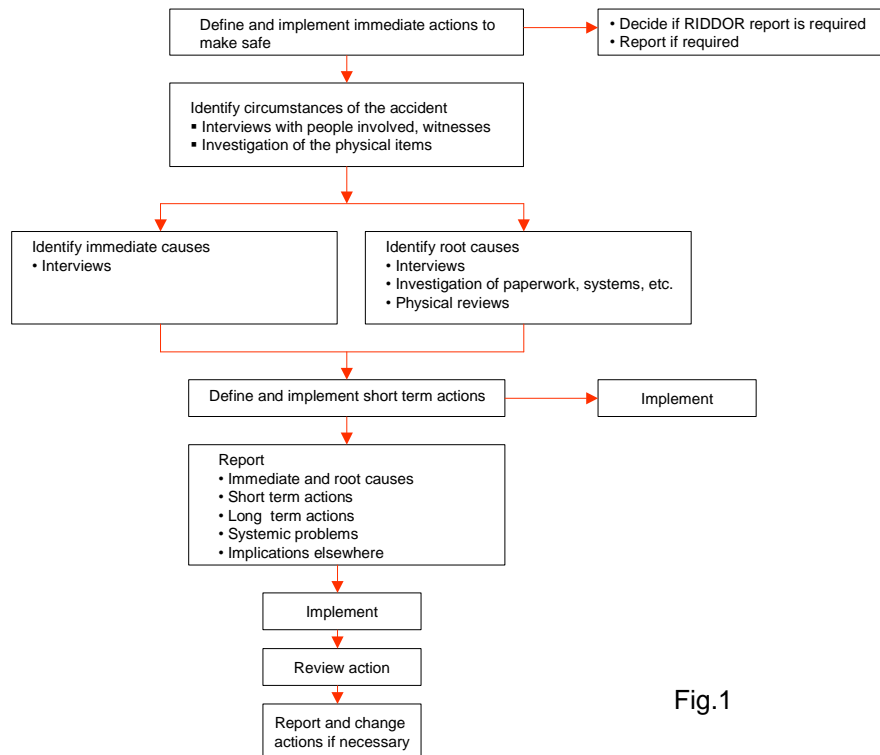 Define and implement immediate actions to
make safe
• Decide if RIDDOR report is required
• Report if required
Identify circumstances of the accident
▪ Interviews with people involved, witnesses
▪ Investigation of the physical items
Identify immediate causes
• Interviews
Identify root causes
• Interviews
• Investigation of paperwork, systems, etc.
• Physical reviews
Define and implement short term actions
Implement
Report
• Immediate and root causes
• Short term actions
• Long term actions
• Systemic problems
• Implications elsewhere
Implement
Review action
Report and change
actions if necessary
Fig.1